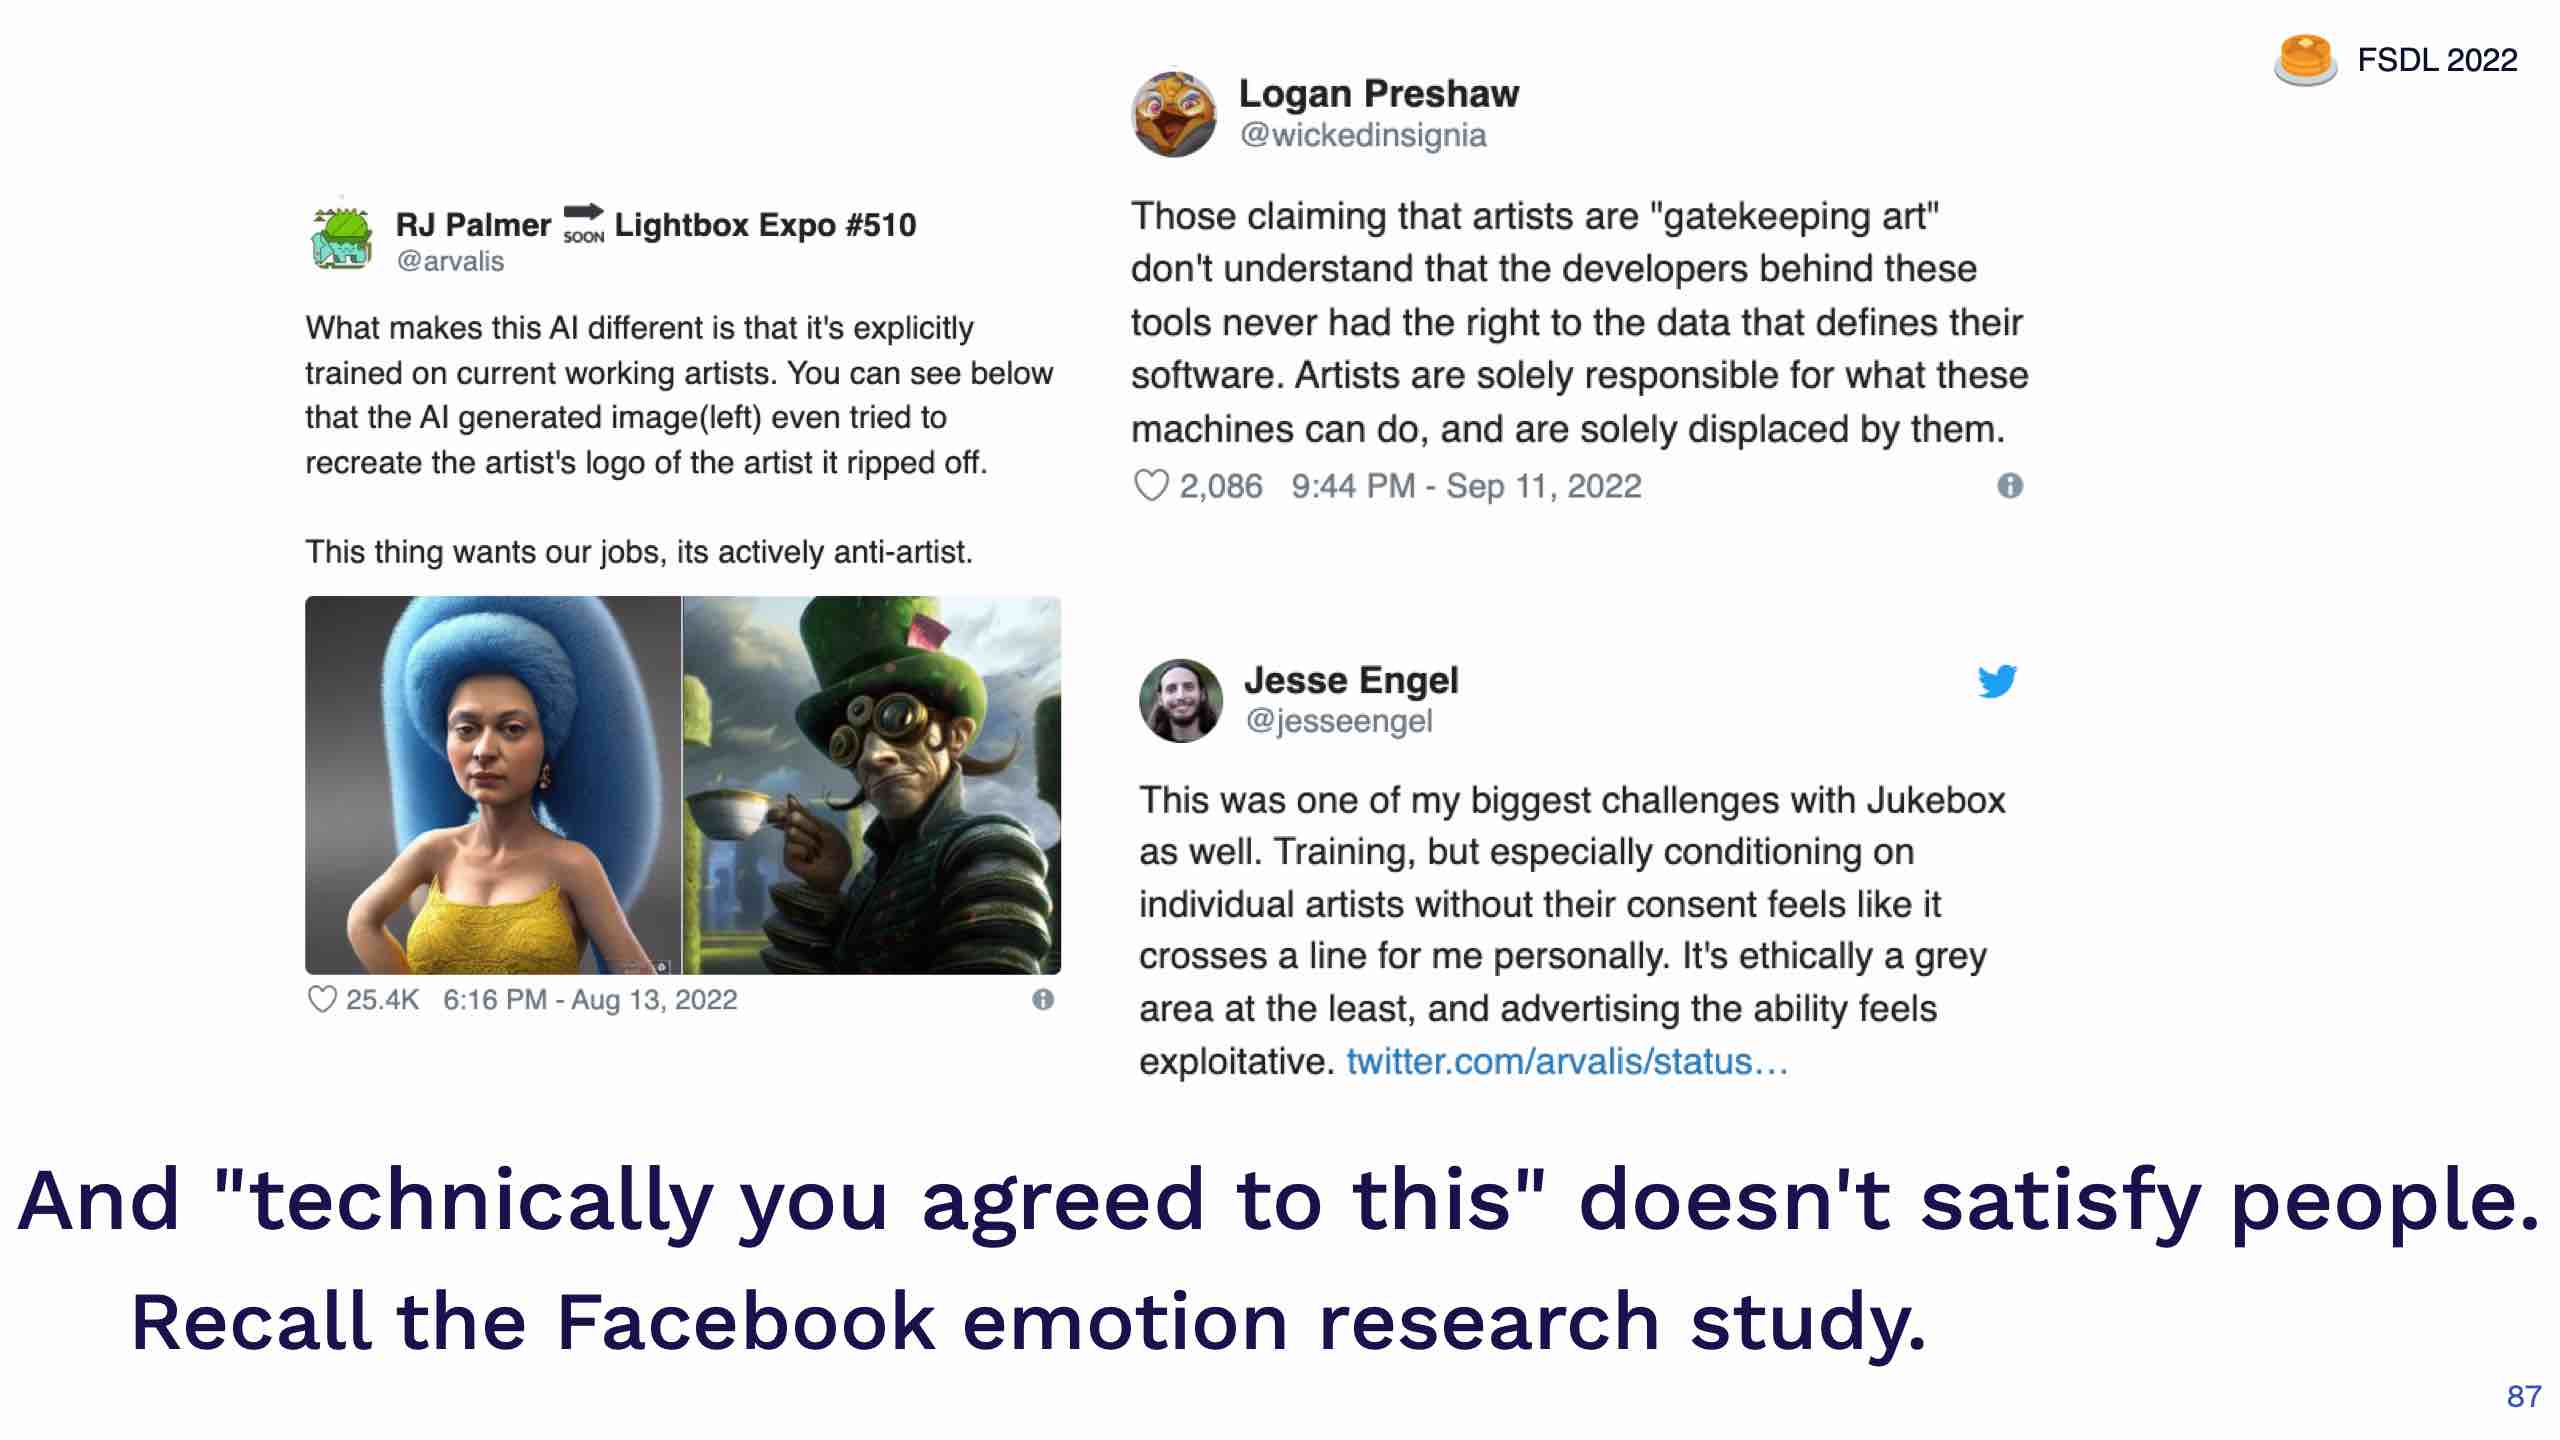 FSDL 2022
RJ Palmer SOON Lightbox Expo #510
@arvalis
What makes this AI different is that it's explicitly
trained on current working artists. You can see below
that the AI generated image(left) even tried to
recreate the artist's logo of the artist it ripped off.
This thing wants our jobs, its actively anti-artist.
25.4K 6:16 PM - Aug 13, 2022
Logan Preshaw
@wickedinsignia
Those claiming that artists are "gatekeeping art"
don't understand that the developers behind these
tools never had the right to the data that defines their
software. Artists are solely responsible for what these
machines can do, and are solely displaced by them.
2,086 9:44 PM - Sep 11, 2022
Jesse Engel
@jesseengel
This was one of my biggest challenges with Jukebox
as well. Training, but especially conditioning on
individual artists without their consent feels like it
crosses a line for me personally. It's ethically a grey
area at the least, and advertising the ability feels
exploitative. twitter.com/arvalis/status…
And "technically you agreed to this" doesn't satisfy people.
Recall the Facebook emotion research study.
87